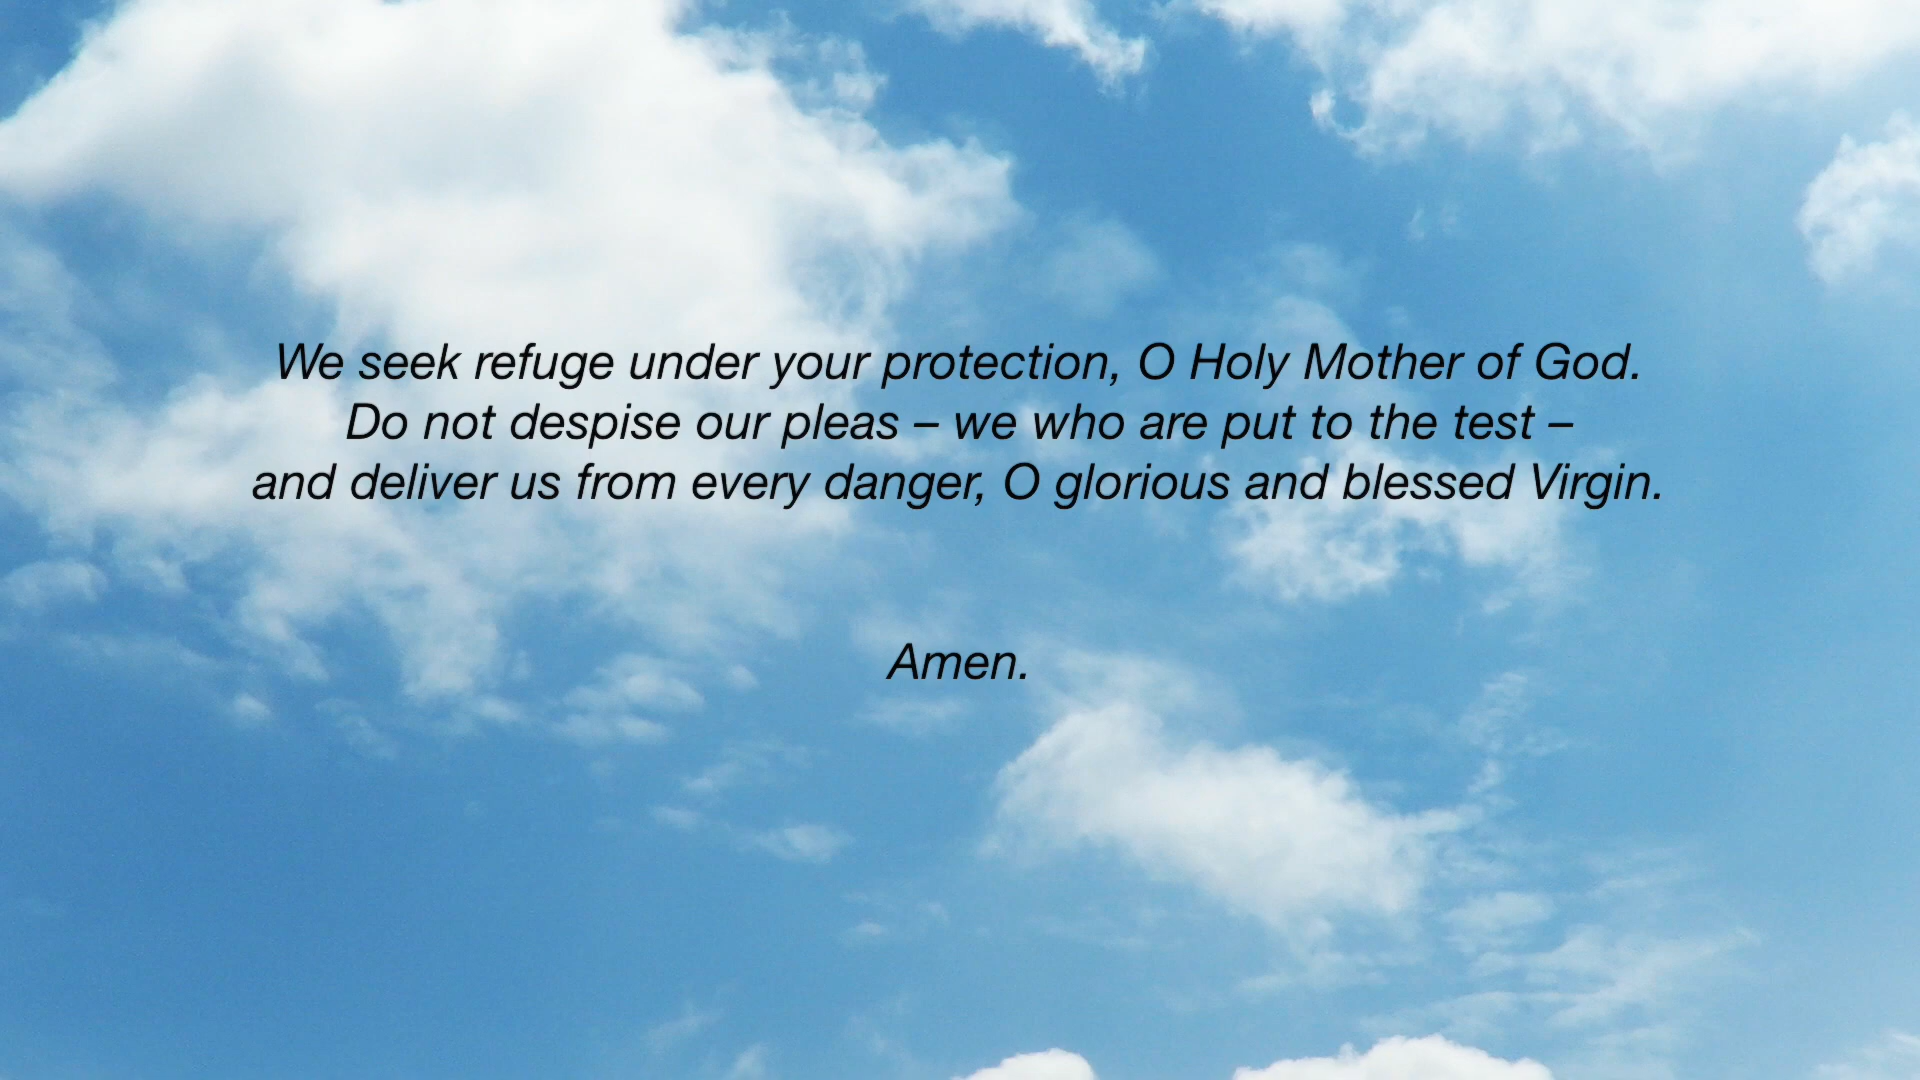 We seek refuge under your protection, O Holy Mother of God.
Do not despise our pleas – we who are put to the test –
and deliver us from every danger, O glorious and blessed Virgin.
Amen.